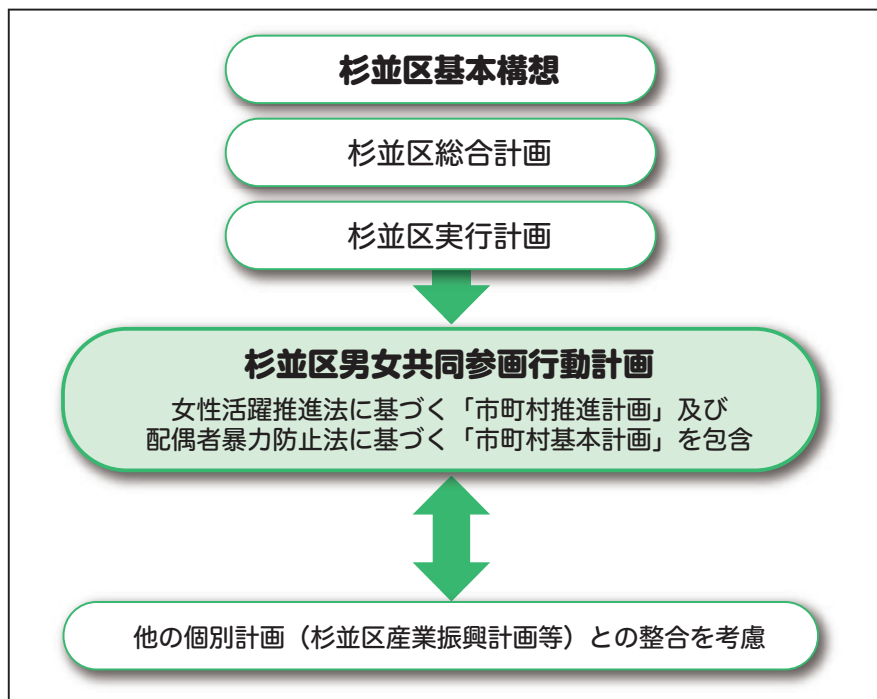 杉並区基本構想
杉並区総合計画
杉並区実行計画
杉並区男女共同参画行動計画
女性活躍推進法に基づく「市町村推進計画」及び
配偶者暴力防止法に基づく「市町村基本計画」を包含
他の個別計画（杉並区産業振興計画等）との整合を考慮